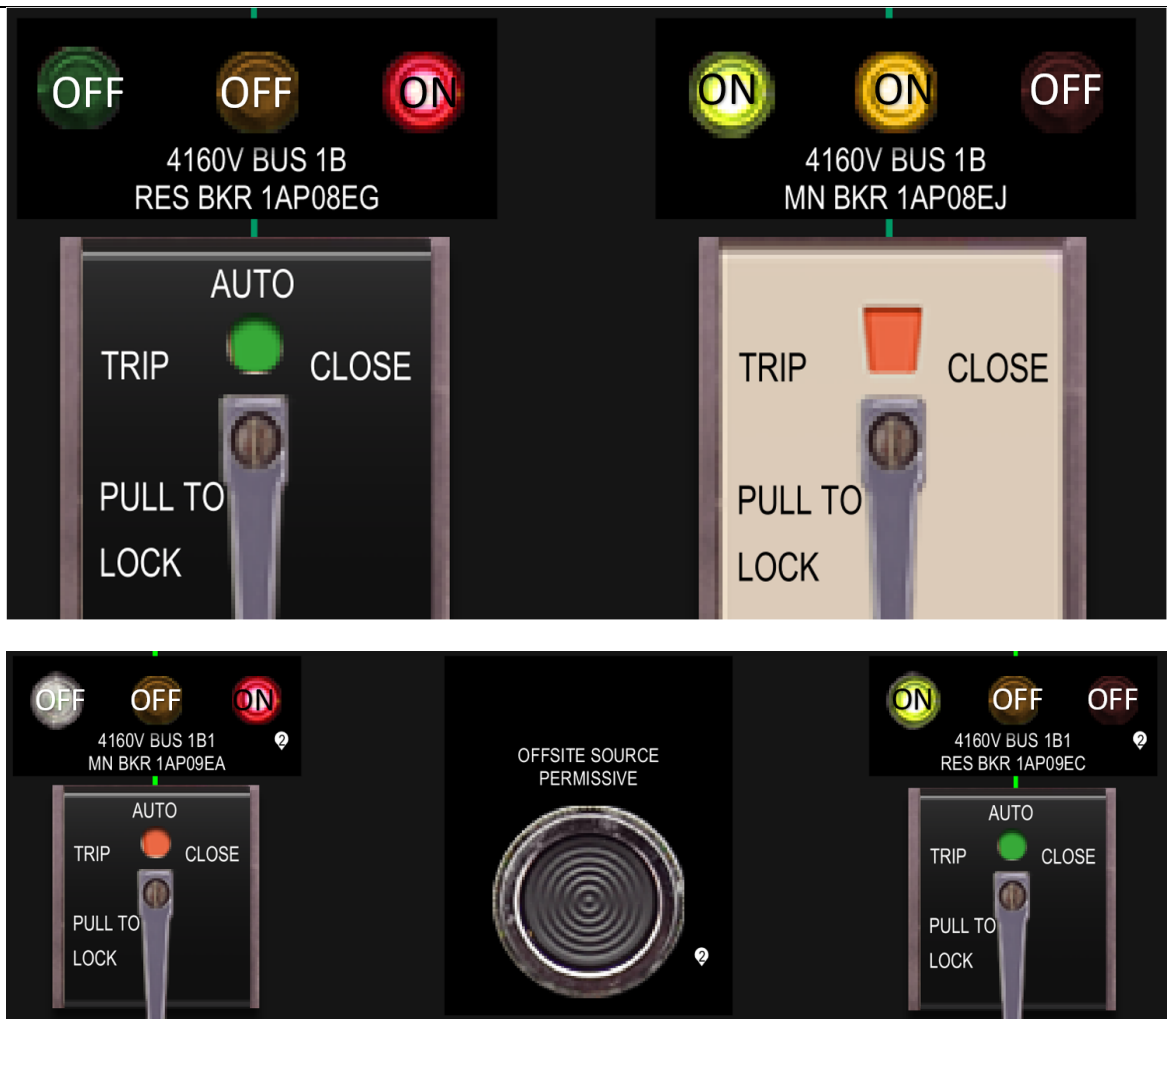 OFF OFF ON
4160V BUS 1B
RES BKR 1AP08EG
AUTO
TRIP CLOSE
PULL TO
LOCK
ON ON OFF
4160V BUS 1B
MN BKR 1AP08EJ
TRIP CLOSE
PULL TO
LOCK
OFF OFF ON
4160V BUS 1B1
MN BKR 1AP09EA
2
AUTO
TRIP CLOSE
PULL TO
LOCK
OFFSITE SOURCE
PERMISSIVE
2
ON OFF OFF
4160V BUS 1B1
RES BKR 1AP09EC
2
AUTO
TRIP CLOSE
PULL TO
LOCK